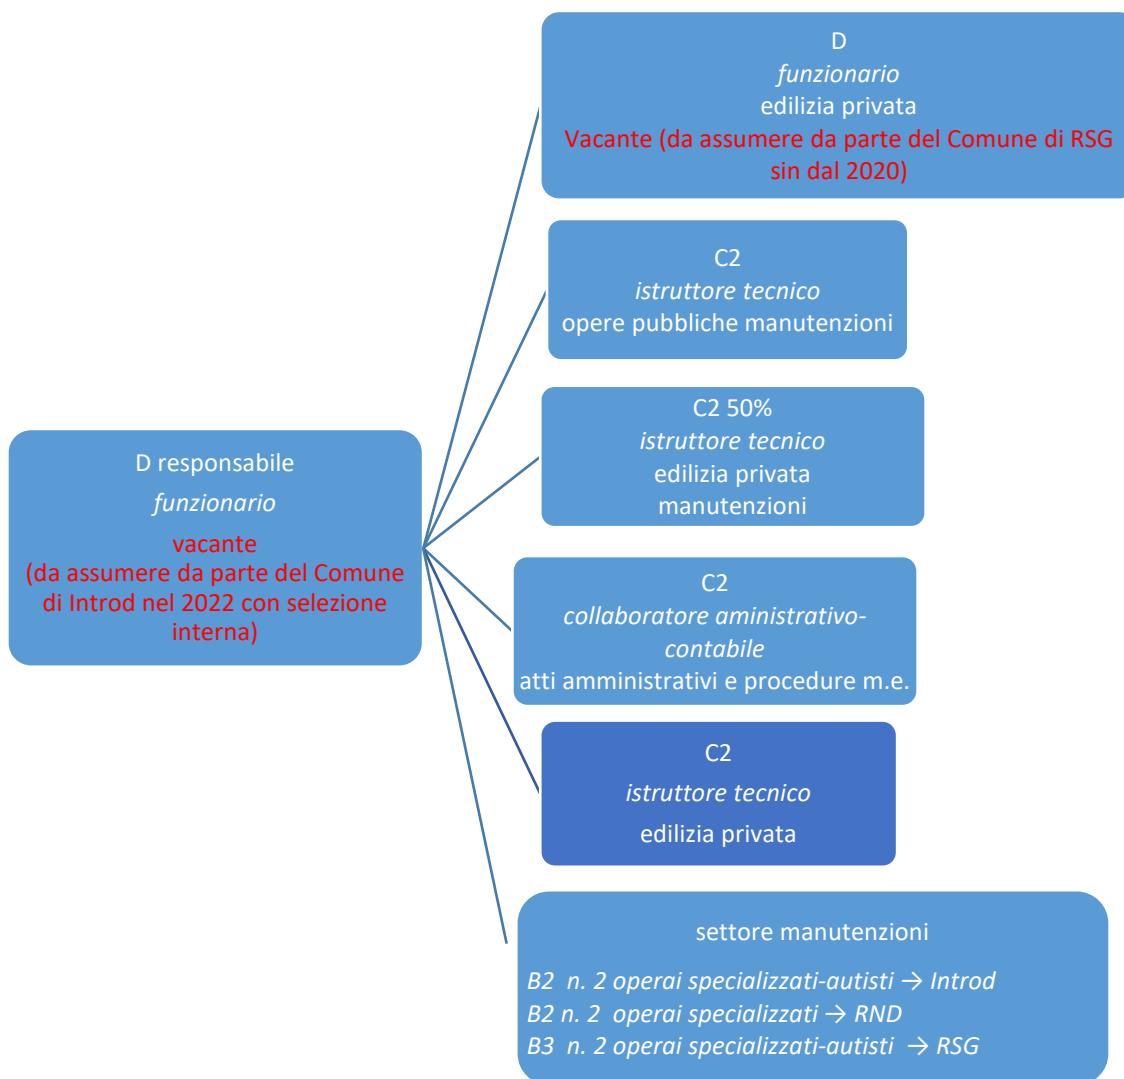 D
funzionario
edilizia privata
Vacante (da assumere da parte del Comune di RSG
sin dal 2020)
C2
istruttore tecnico
opere pubbliche manutenzioni
C2 50%
istruttore tecnico
edilizia privata
manutenzioni
D responsabile
funzionario
vacante
(da assumere da parte del Comune
di Introd nel 2022 con selezione
interna)
C2
collaboratore aministrativo-
contabile
atti amministrativi e procedure m.e.
C2
istruttore tecnico
edilizia privata
settore manutenzioni
B2 n. 2 operai specializzati-autisti → Introd
B2 n. 2 operai specializzati → RND
B3 n. 2 operai specializzati-autisti → RSG